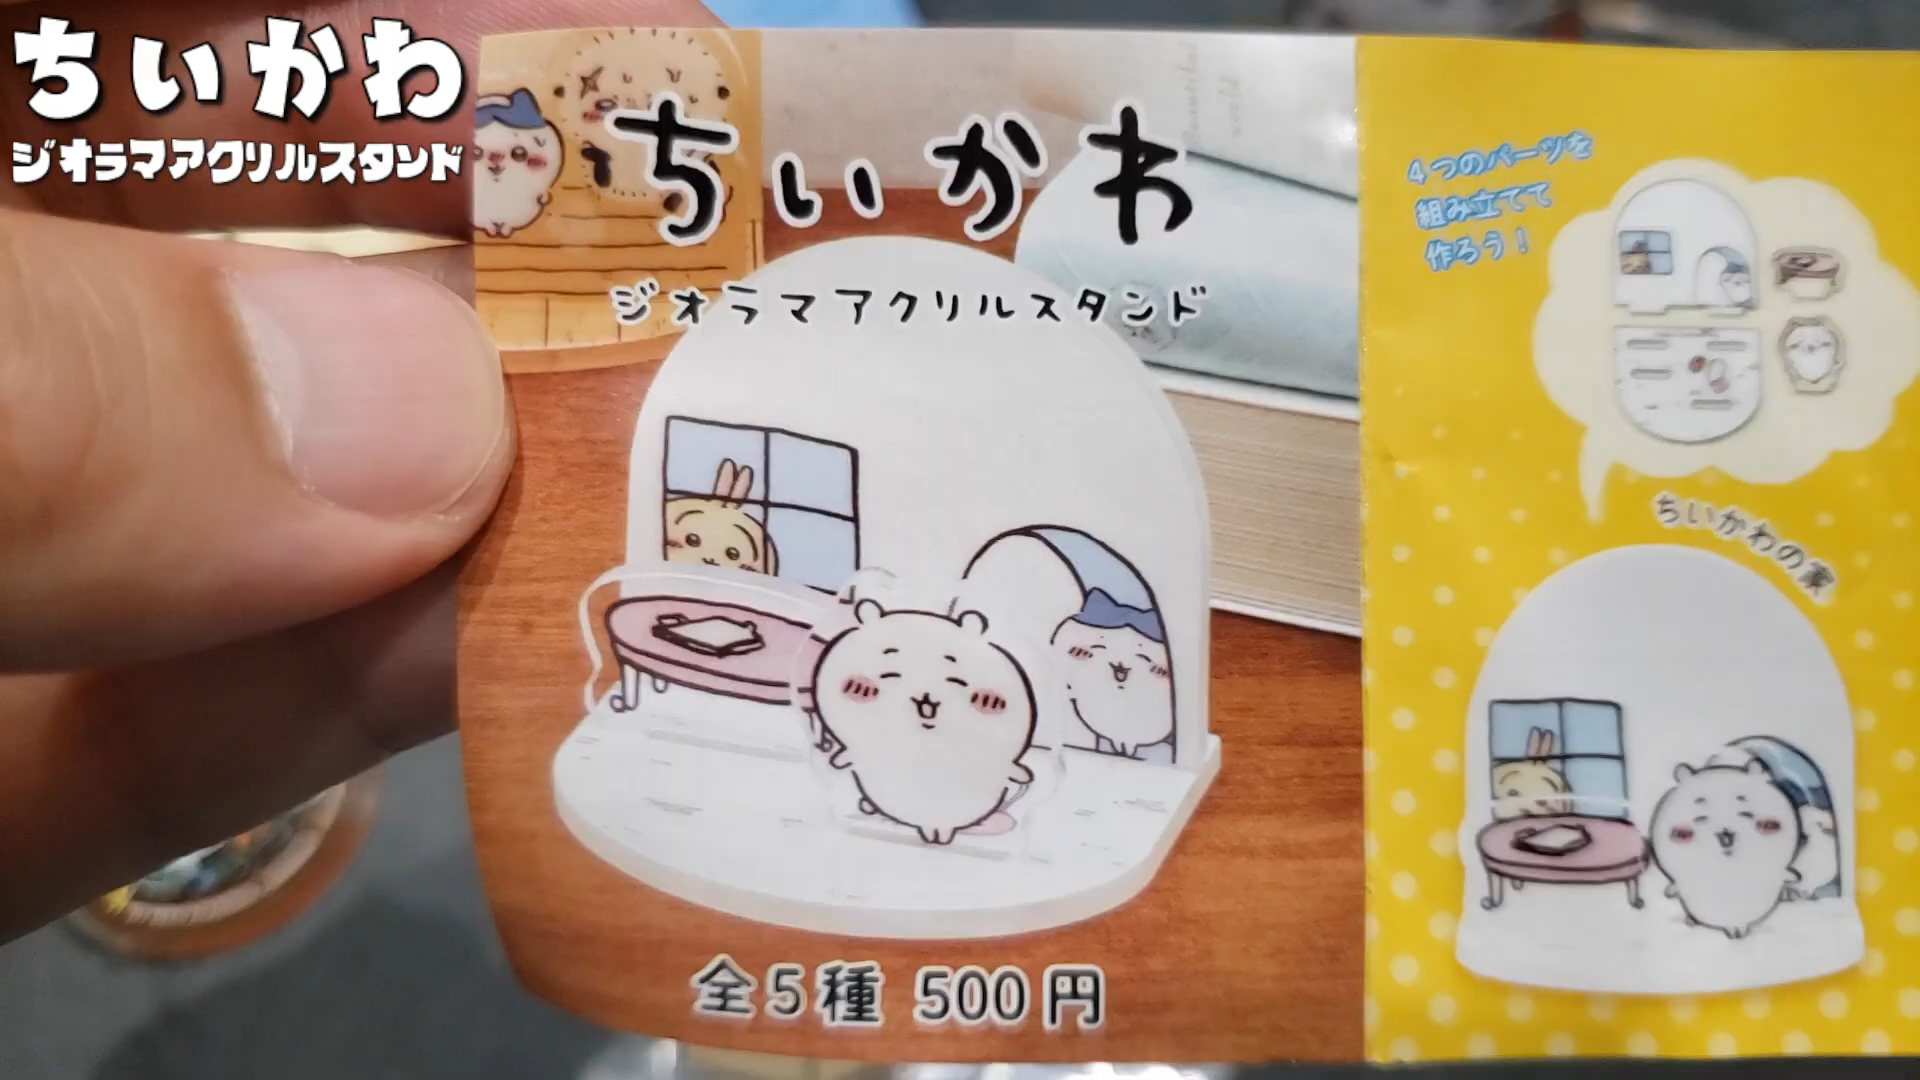 ちいかわ
ジオラマアクリルスタンド
ちいかわ
ジオラマアクリルスタンド
全5種 500円
4つのパーツを
組み立てて
作ろう！
ちいかわの家